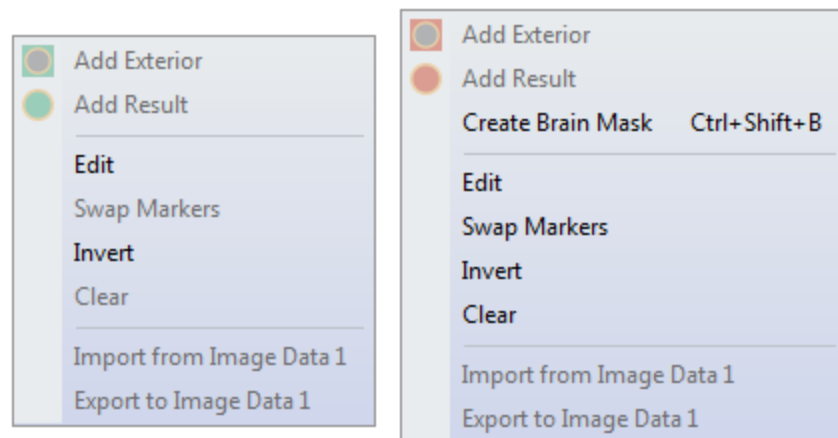 Add Exterior
Add Result
Edit
Swap Markers
Invert
Clear
Import from Image Data 1
Export to Image Data 1
Add Exterior
Add Result
Create Brain Mask Ctrl+Shift+B
Edit
Swap Markers
Invert
Clear
Import from Image Data 1
Export to Image Data 1